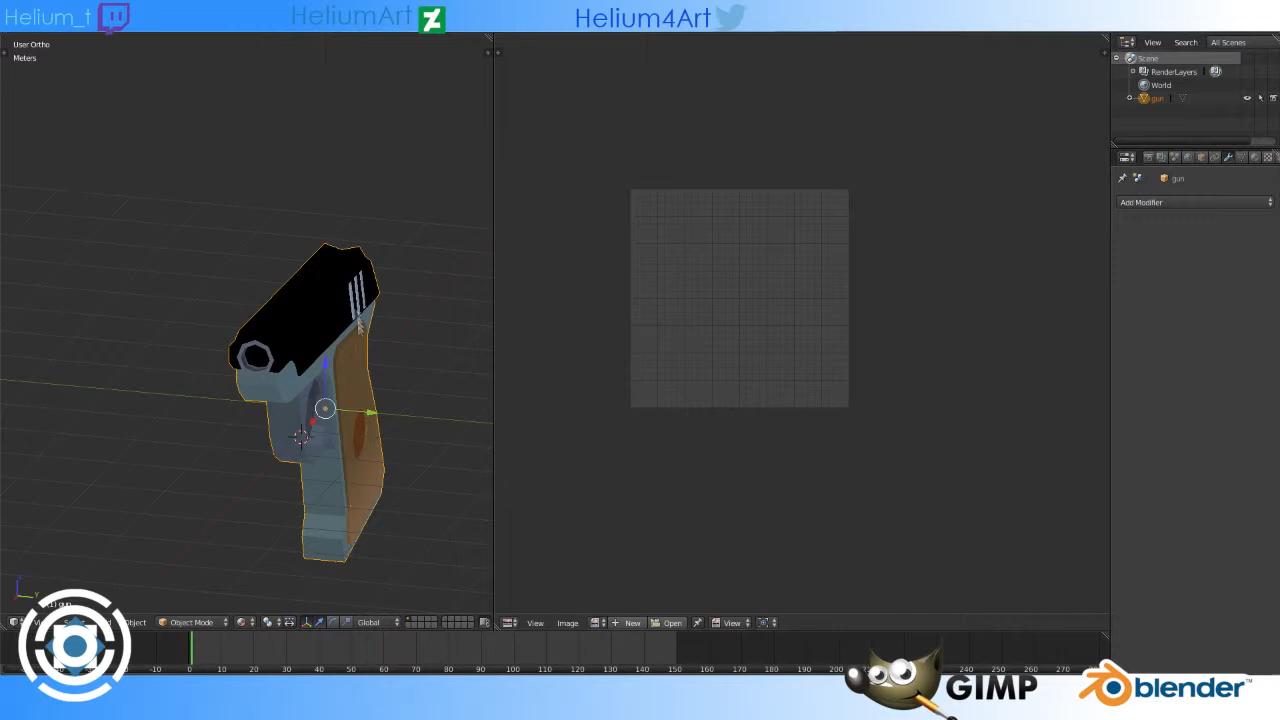 Helium_t
HeliumArt
Helium4Art
User Ortho
Meters
View Search All Scenes
Scene
RenderLayers
World
gun
gun
Add Modifier
Object Object Mode Global
View Image New Open View
-10 0 10 20 30 40 50 60 70 80 90 100 110 120 130 140 150 160 170 180 190 200 240 260 270
GIMP
blender™